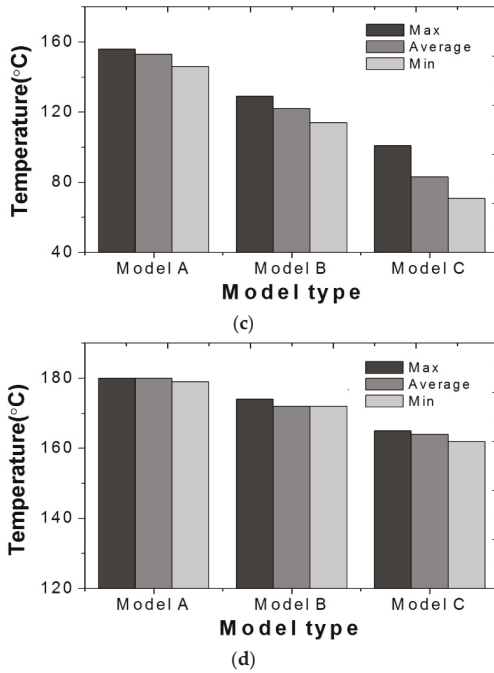 Temperature(°C)
160
120
80
40
Max
Average
Min
Model A Model B Model C
Model type
(c)
Temperature(°C)
180
160
140
120
Max
Average
Min
Model A Model B Model C
Model type
(d)